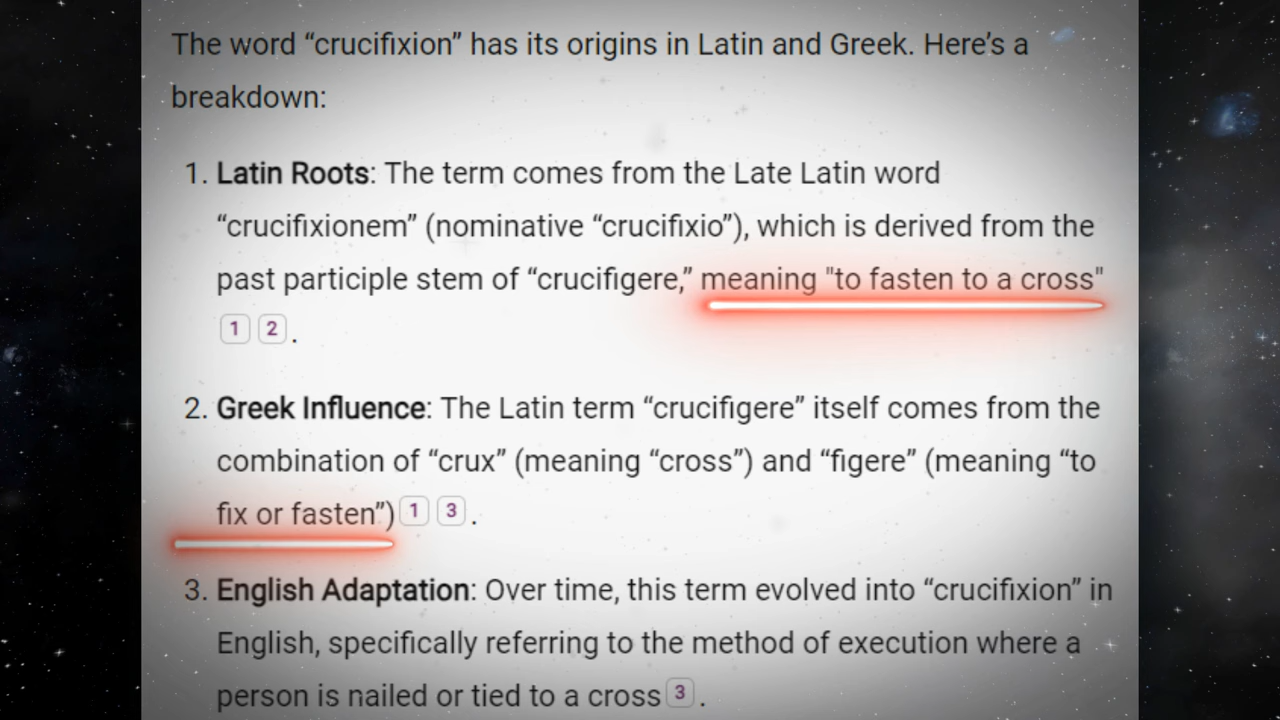 The word “crucifixion” has its origins in Latin and Greek. Here’s a
breakdown:
1. Latin Roots: The term comes from the Late Latin word
“crucifixionem” (nominative “crucifixio”), which is derived from the
past participle stem of “crucifigere,” meaning "to fasten to a cross"
1 2 .
2. Greek Influence: The Latin term “crucifigere” itself comes from the
combination of “crux” (meaning “cross”) and “figere” (meaning “to
fix or fasten”) 1 3 .
3. English Adaptation: Over time, this term evolved into “crucifixion” in
English, specifically referring to the method of execution where a
person is nailed or tied to a cross 3 .